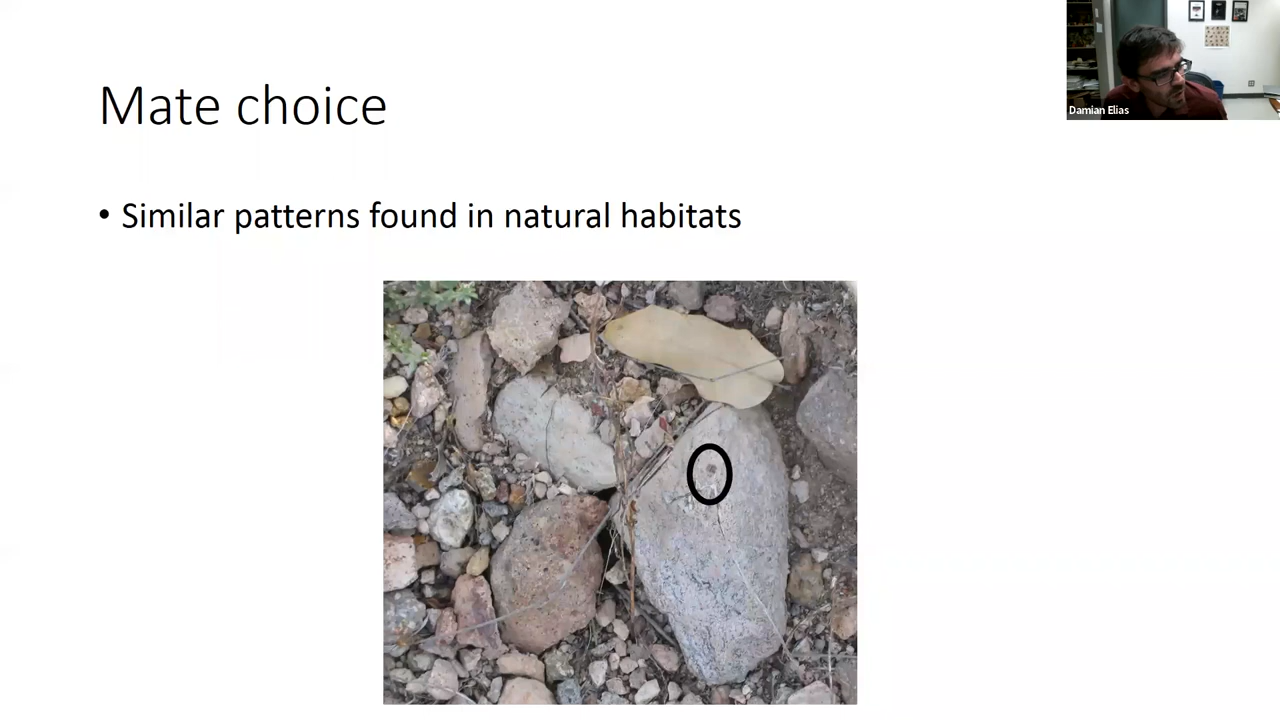 Mate choice
• Similar patterns found in natural habitats
Damian Elias